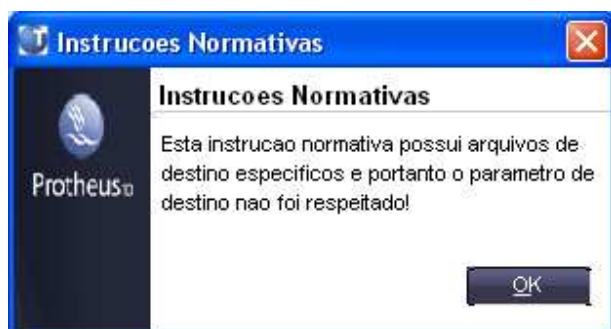 Instrucoes Normativas
Instrucoes Normativas
Esta instrucao normativa possui arquivos de
destino especificos e portanto o parametro de
destino nao foi respeitado!
Protheus10
OK